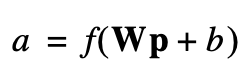 a = f(Wp + b)